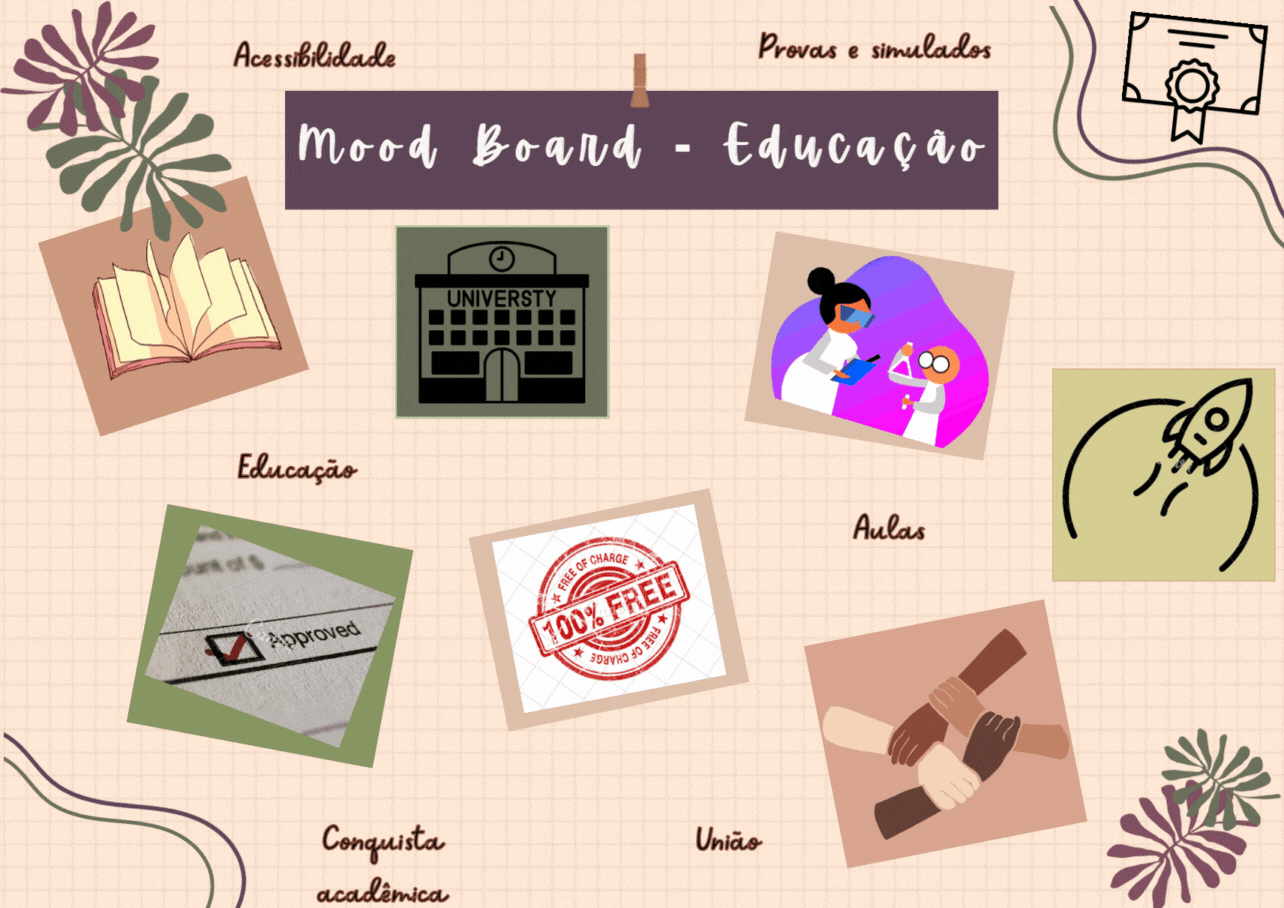 Acessibilidade
Provas e simulados
Mood Board - Educação
UNIVERSTY
Educação
Aulas
Approved
FREE OF CHARGE
100% FREE
FREE OF CHARGE
Conquista
acadêmica
União